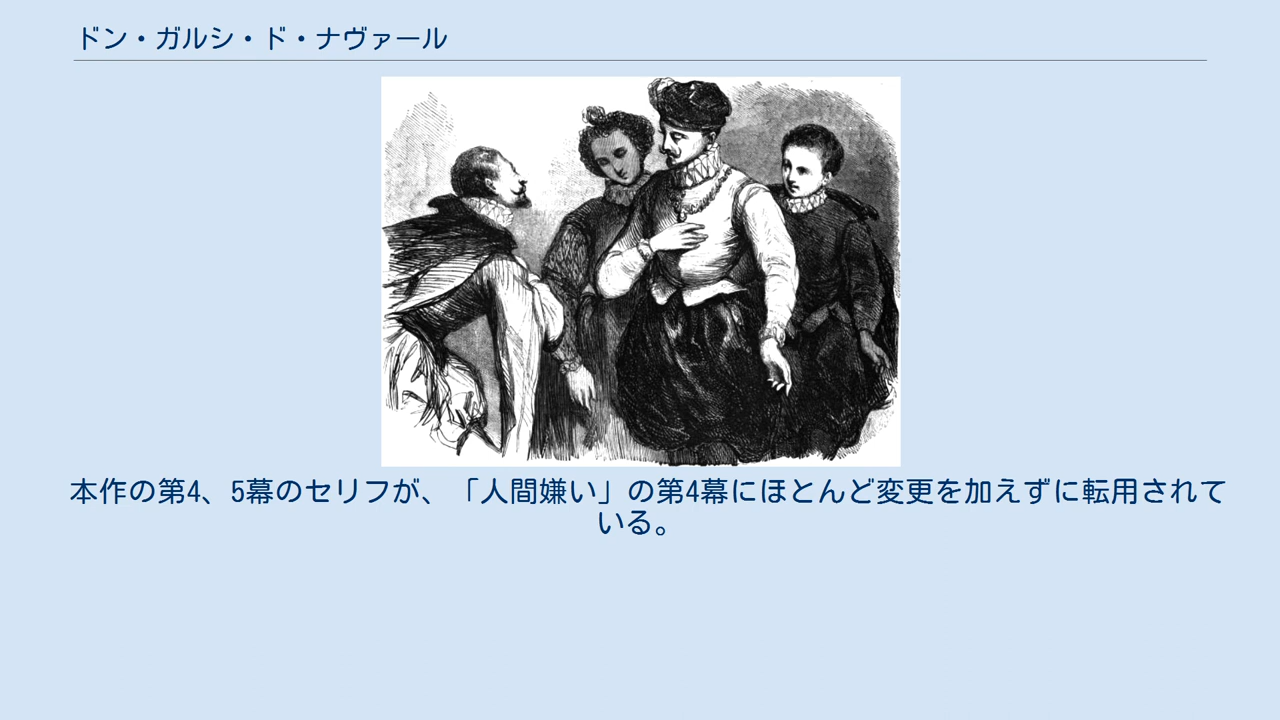 ドン・ガルシ・ド・ナヴァール
本作の第4、5幕のセリフが、「人間嫌い」の第4幕にほとんど変更を加えずに転用されて
いる。